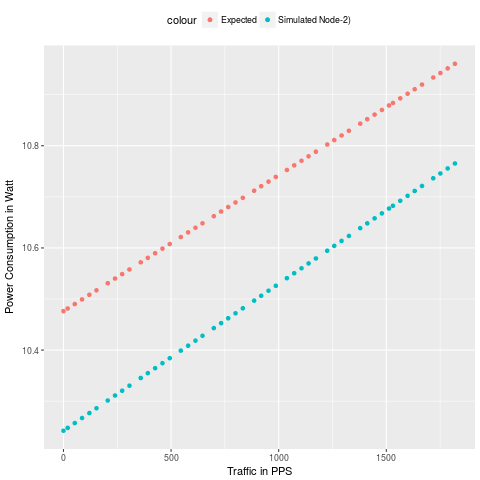 colour Expected Simulated Node-2)
Power Consumption in Watt
10.8
10.6
10.4
0 500 1000 1500
Traffic in PPS